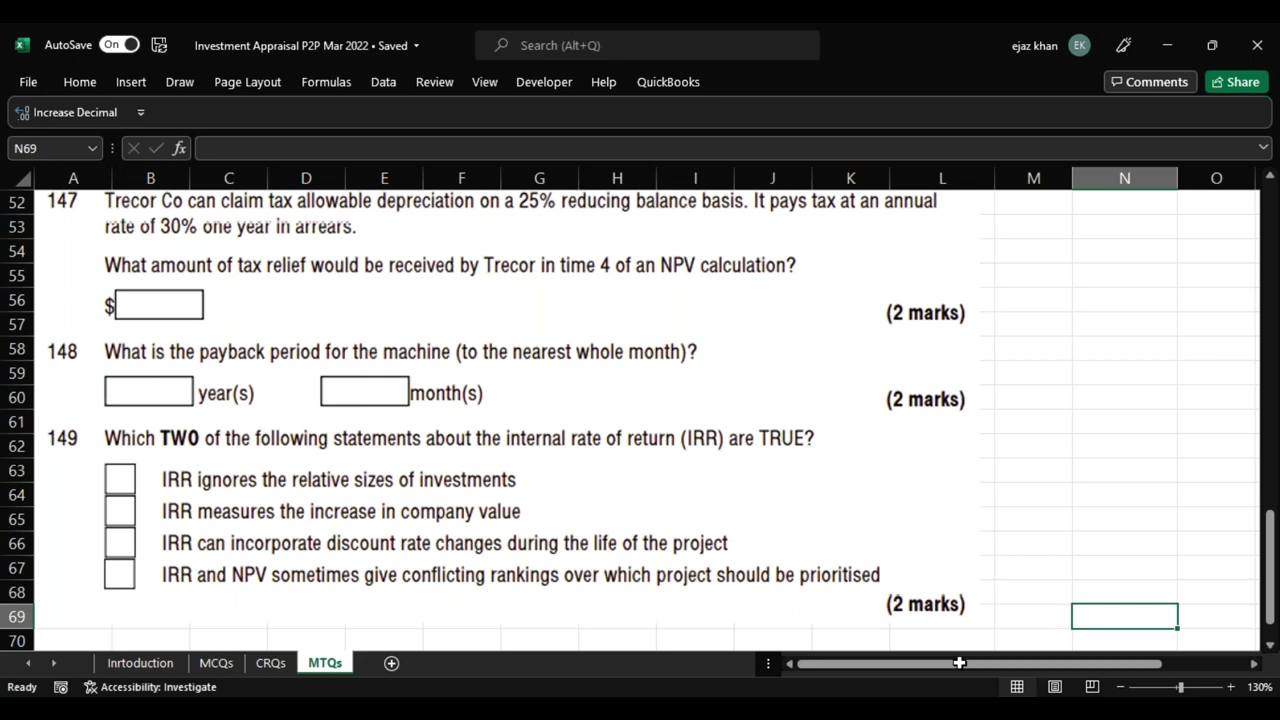 AutoSave On Investment Appraisal P2P Mar 2022 • Saved Search (Alt+Q) ejaz khan EK
File Home Insert Draw Page Layout Formulas Data Review View Developer Help QuickBooks Comments Share
Increase Decimal
N69 fx
A B C D E F G H I J K L M N O
52 147 Trecor Co can claim tax allowable depreciation on a 25% reducing balance basis. It pays tax at an annual
53 rate of 30% one year in arrears.
54
55 What amount of tax relief would be received by Trecor in time 4 of an NPV calculation?
56 $
57 (2 marks)
58 148 What is the payback period for the machine (to the nearest whole month)?
59
60 year(s) month(s) (2 marks)
61
62 149 Which TWO of the following statements about the internal rate of return (IRR) are TRUE?
63 IRR ignores the relative sizes of investments
64
65 IRR measures the increase in company value
66 IRR can incorporate discount rate changes during the life of the project
67 IRR and NPV sometimes give conflicting rankings over which project should be prioritised
68 (2 marks)
69
70
Inrtoduction MCQs CRQs MTQs
Ready Accessibility: Investigate 130%